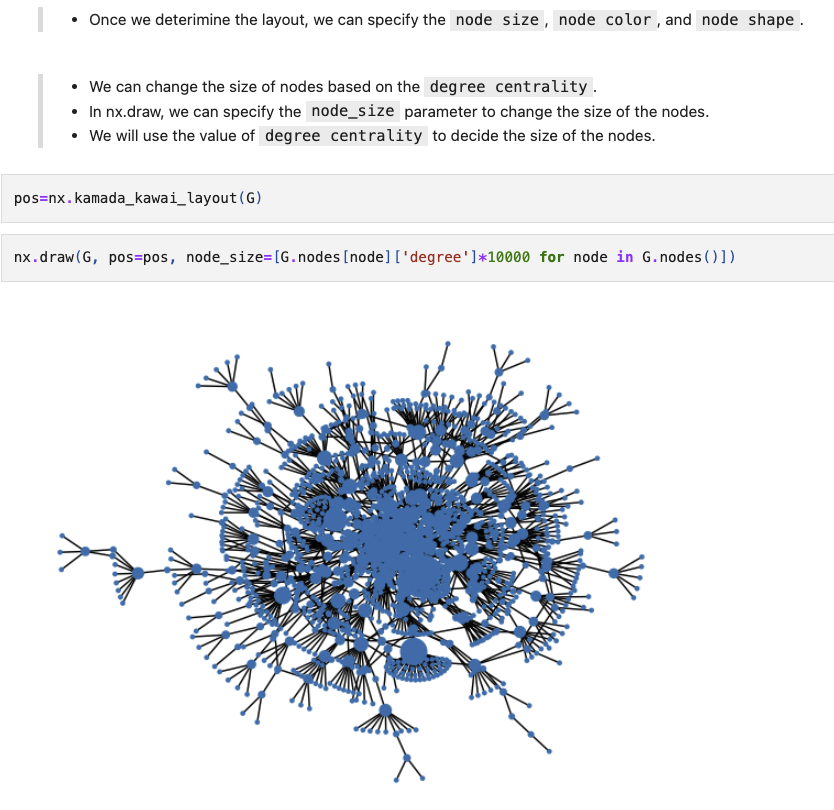 Once we deterimine the layout, we can specify the node size , node color , and node shape .
We can change the size of nodes based on the degree centrality .
In nx.draw, we can specify the node_size parameter to change the size of the nodes.
We will use the value of degree centrality to decide the size of the nodes.
pos=nx.kamada_kawai_layout(G)
nx.draw(G, pos=pos, node_size=[G.nodes[node]['degree']*10000 for node in G.nodes()])